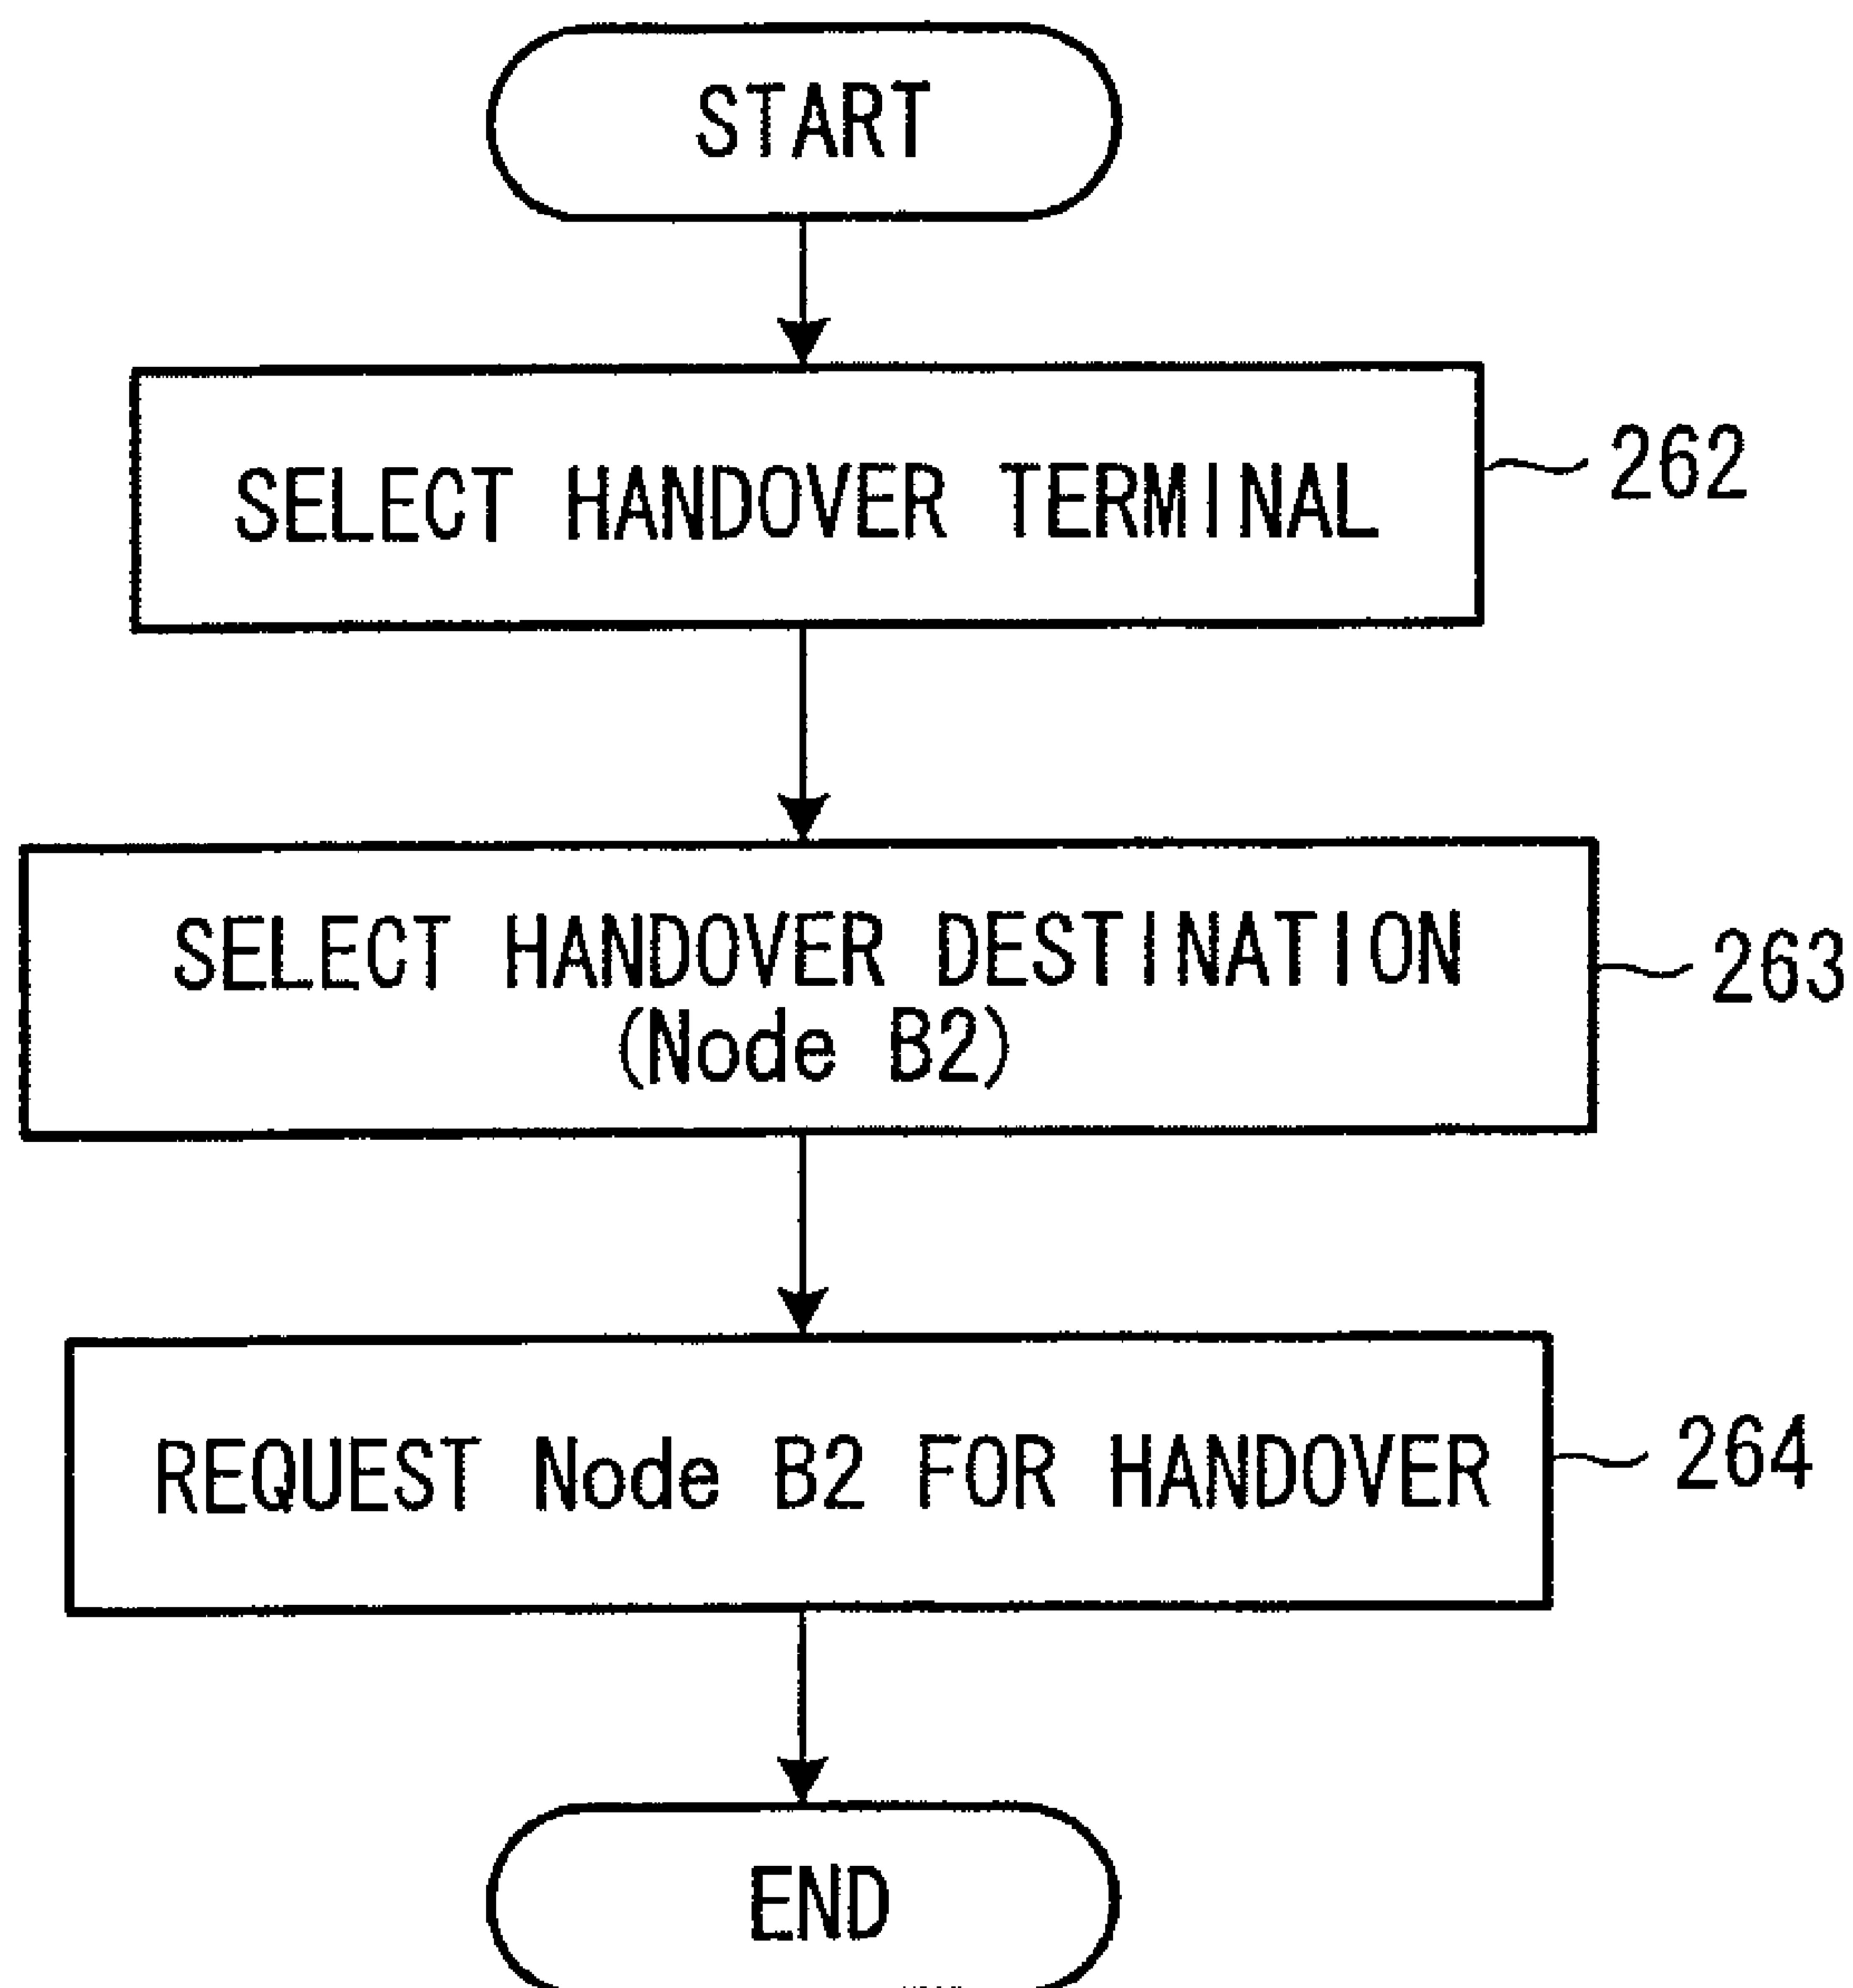 START
SELECT HANDOVER TERMINAL
262
SELECT HANDOVER DESTINATION
(Node B2)
263
REQUEST Node B2 FOR HANDOVER
264
END